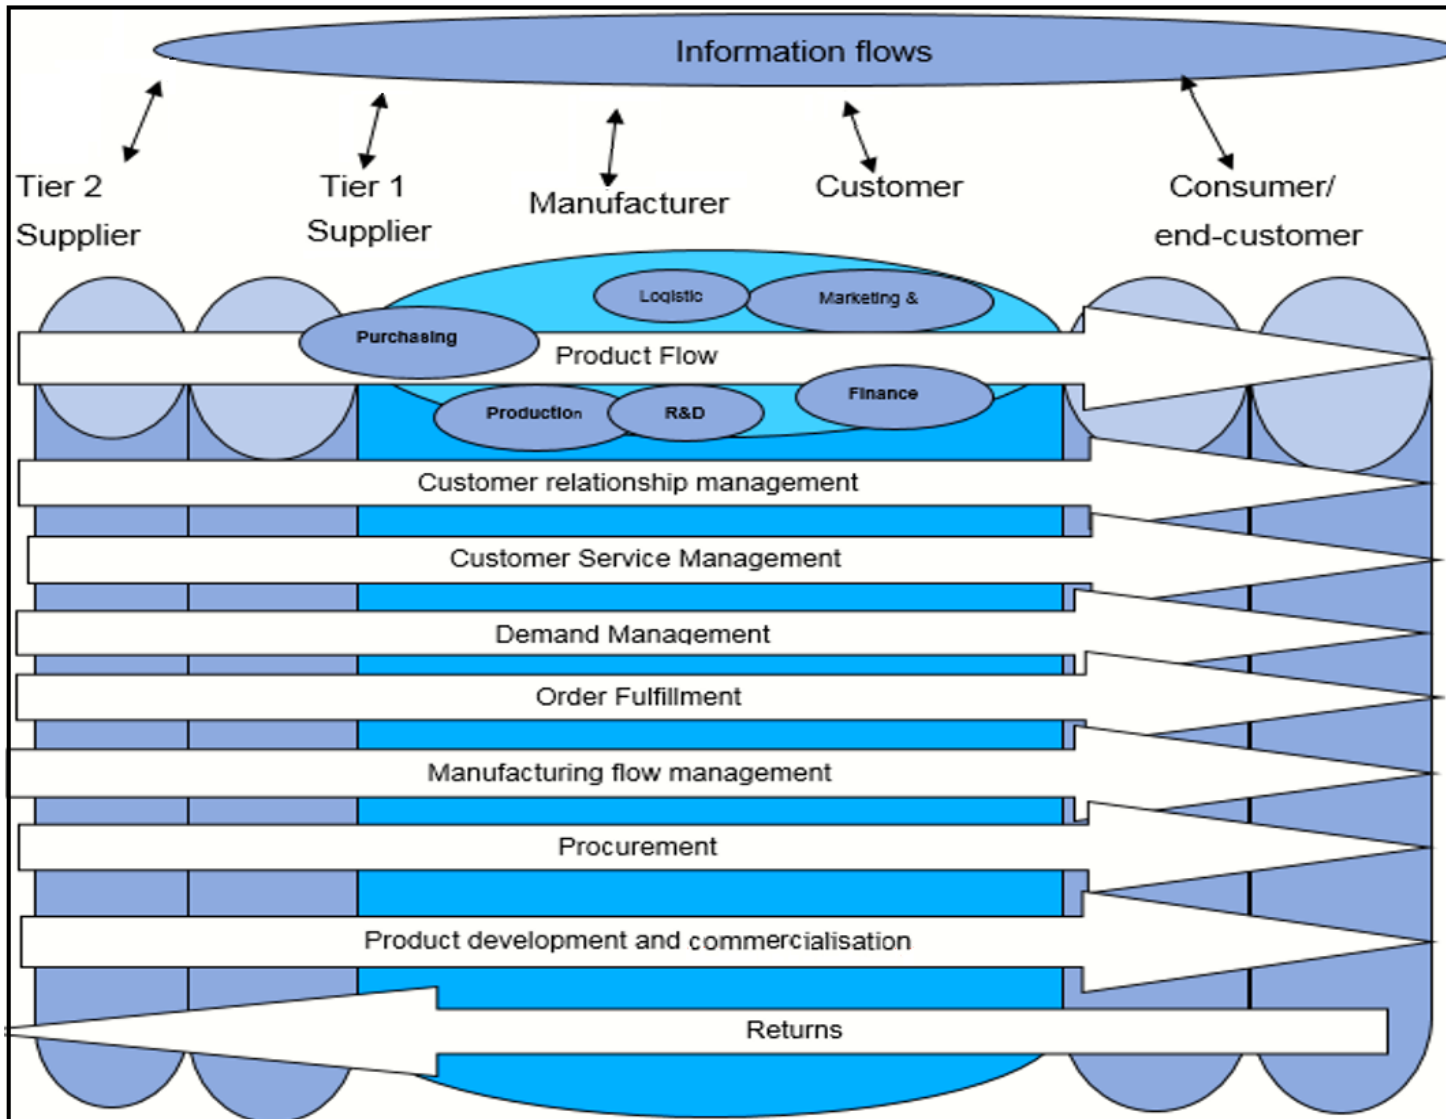 Information flows
Tier 2
Supplier
Tier 1
Supplier
Manufacturer
Customer
Consumer/
end-customer
Logistic
Marketing &
Purchasing
Product Flow
Production
R&D
Finance
Customer relationship management
Customer Service Management
Demand Management
Order Fulfillment
Manufacturing flow management
Procurement
Product development and commercialisation
Returns